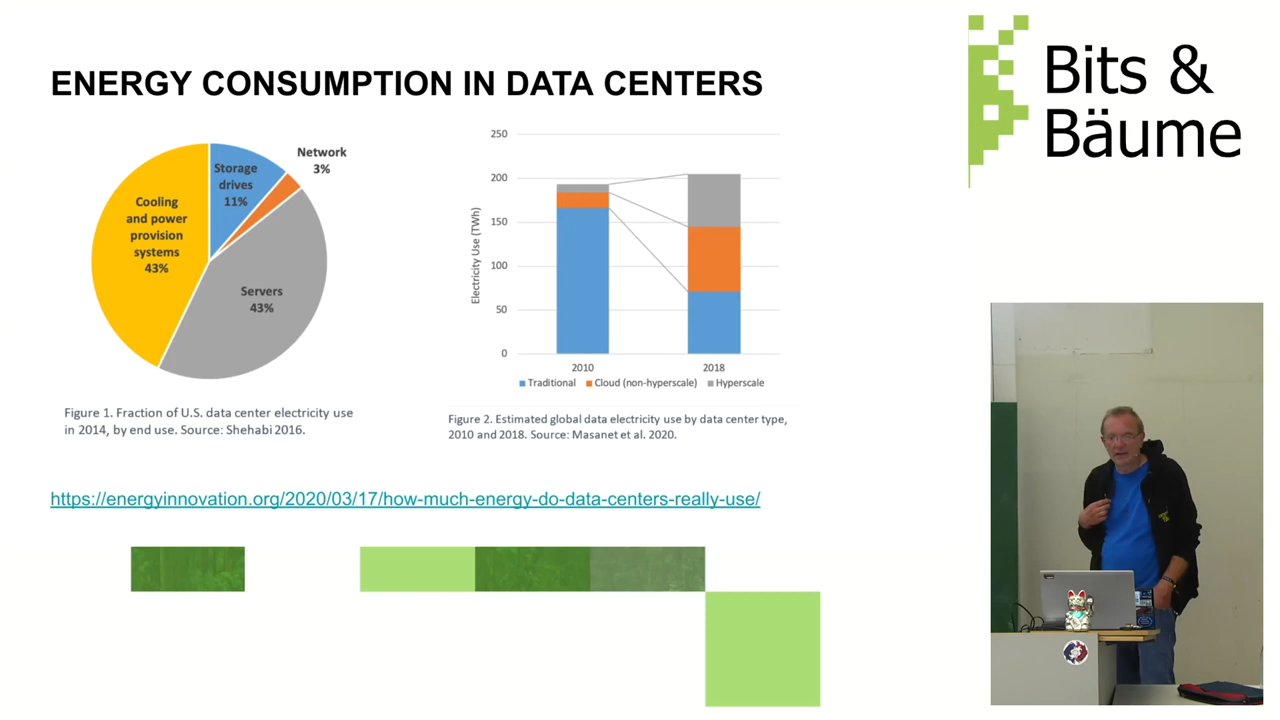 ENERGY CONSUMPTION IN DATA CENTERS
Bits &
Bäume
Storage
drives
11%
Network
3%
Cooling
and power
provision
systems
43%
Servers
43%
Figure 1. Fraction of U.S. data center electricity use
in 2014, by end use. Source: Shehabi 2016.
Electricity Use (TWh)
250
200
150
100
50
0
2010
2018
Traditional
Cloud (non-hyperscale)
Hyperscale
Figure 2. Estimated global data electricity use by data center type,
2010 and 2018. Source: Masanet et al. 2020.
https://energyinnovation.org/2020/03/17/how-much-energy-do-data-centers-really-use/